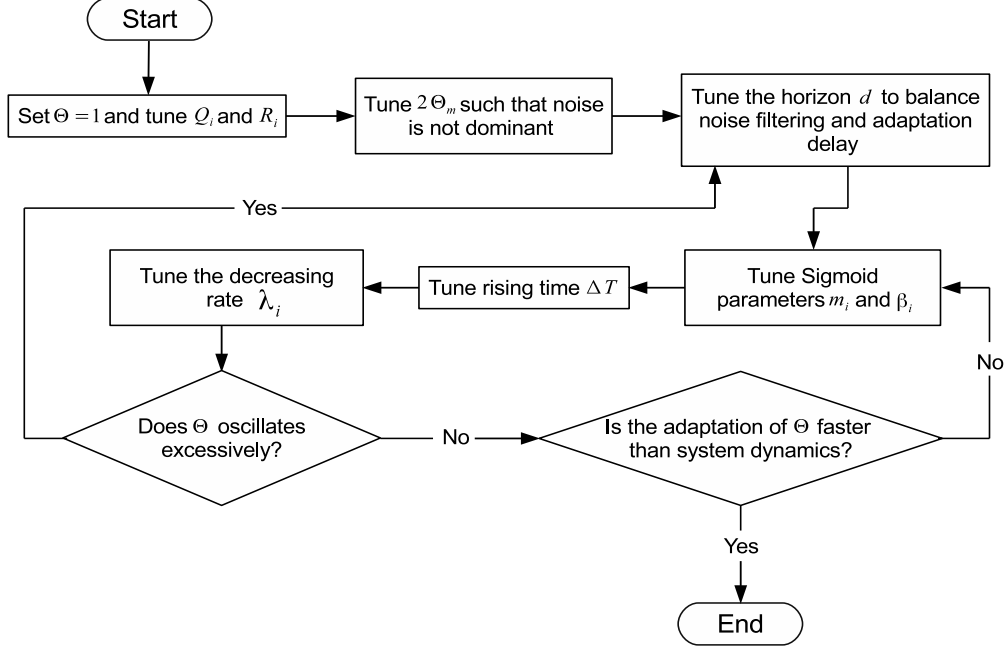 Start
Set Θ = 1 and tune Q_i and R_i
Tune 2Θ_m such that noise
is not dominant
Tune the horizon d to balance
noise filtering and adaptation
delay
Yes
Tune the decreasing
rate λ_i
Tune rising time ΔT
Tune Sigmoid
parameters m_i and β_i
No
Does Θ oscillates
excessively?
No
Is the adaptation of Θ faster
than system dynamics?
Yes
End